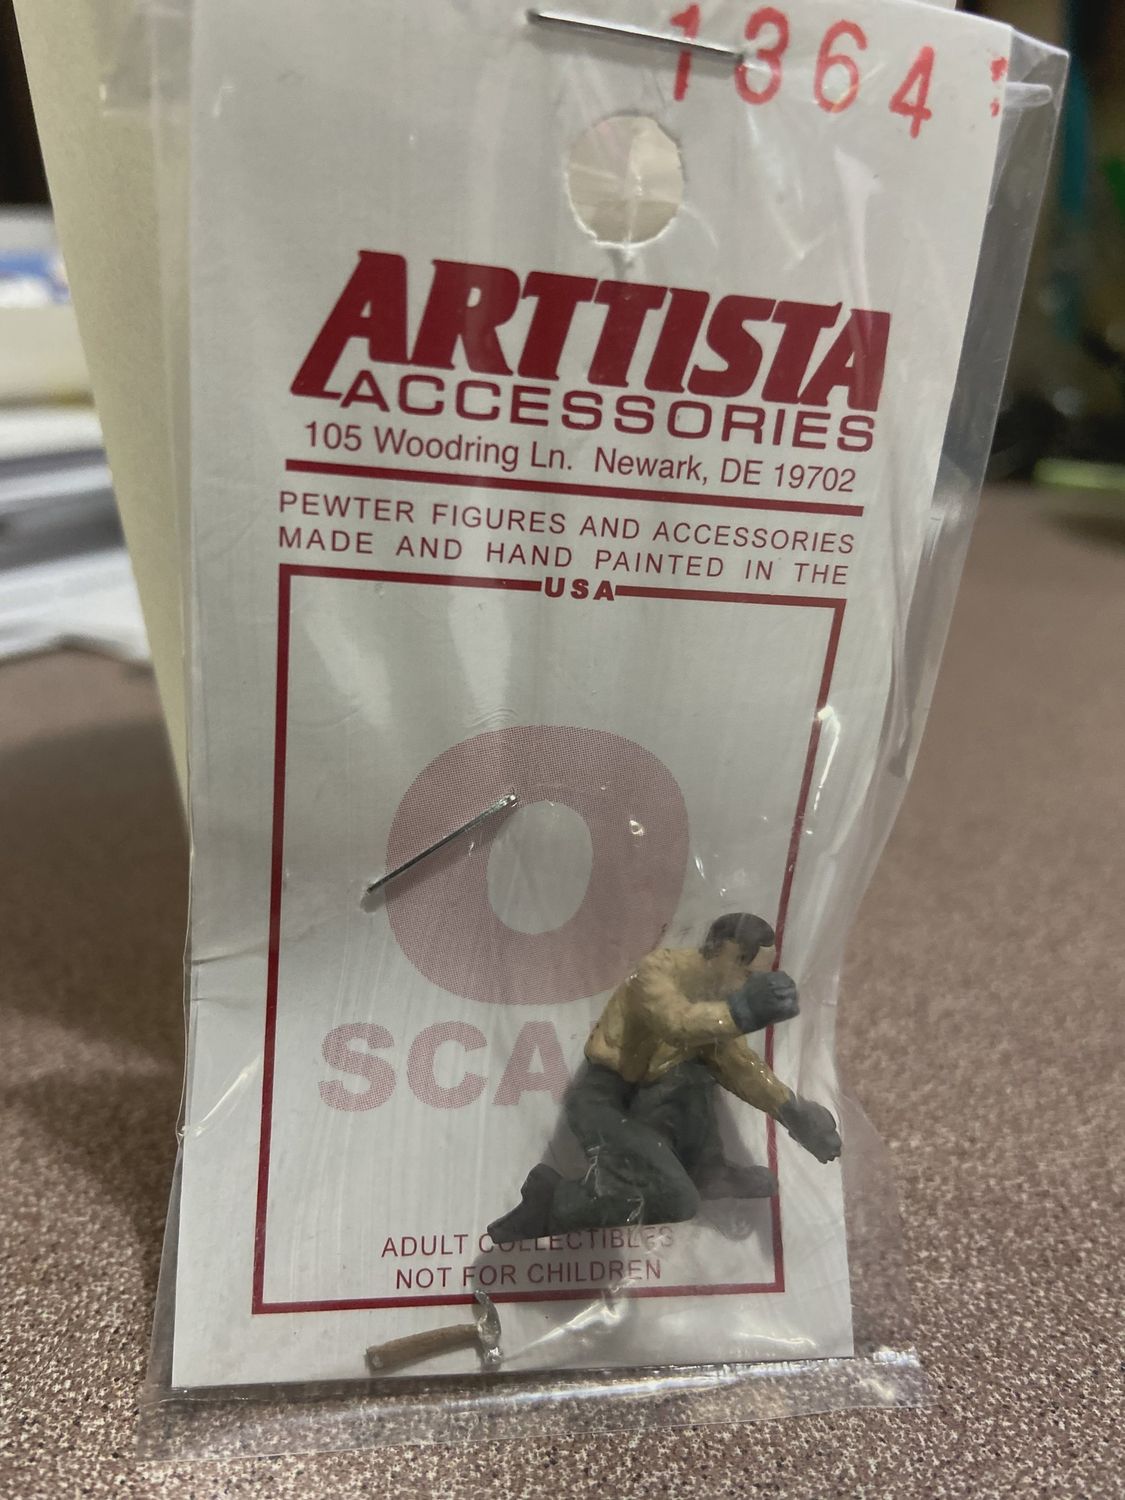 1364
ARTTISTA
ACCESSORIES
105 Woodring Ln. Newark, DE 19702
PEWTER FIGURES AND ACCESSORIES
MADE AND HAND PAINTED IN THE
USA
O
SCA
ADULT COLLECTIBLES
NOT FOR CHILDREN